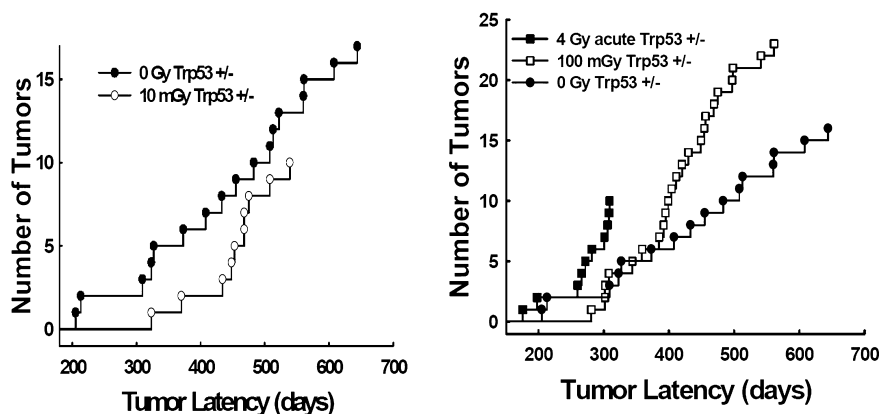 Number of Tumors
15
10
5
0
0 Gy Trp53 +/-
10 mGy Trp53 +/-
200 300 400 500 600 700
Tumor Latency (days)
Number of Tumors
25
20
15
10
5
0
4 Gy acute Trp53 +/-
100 mGy Trp53 +/-
0 Gy Trp53 +/-
200 300 400 500 600 700
Tumor Latency (days)